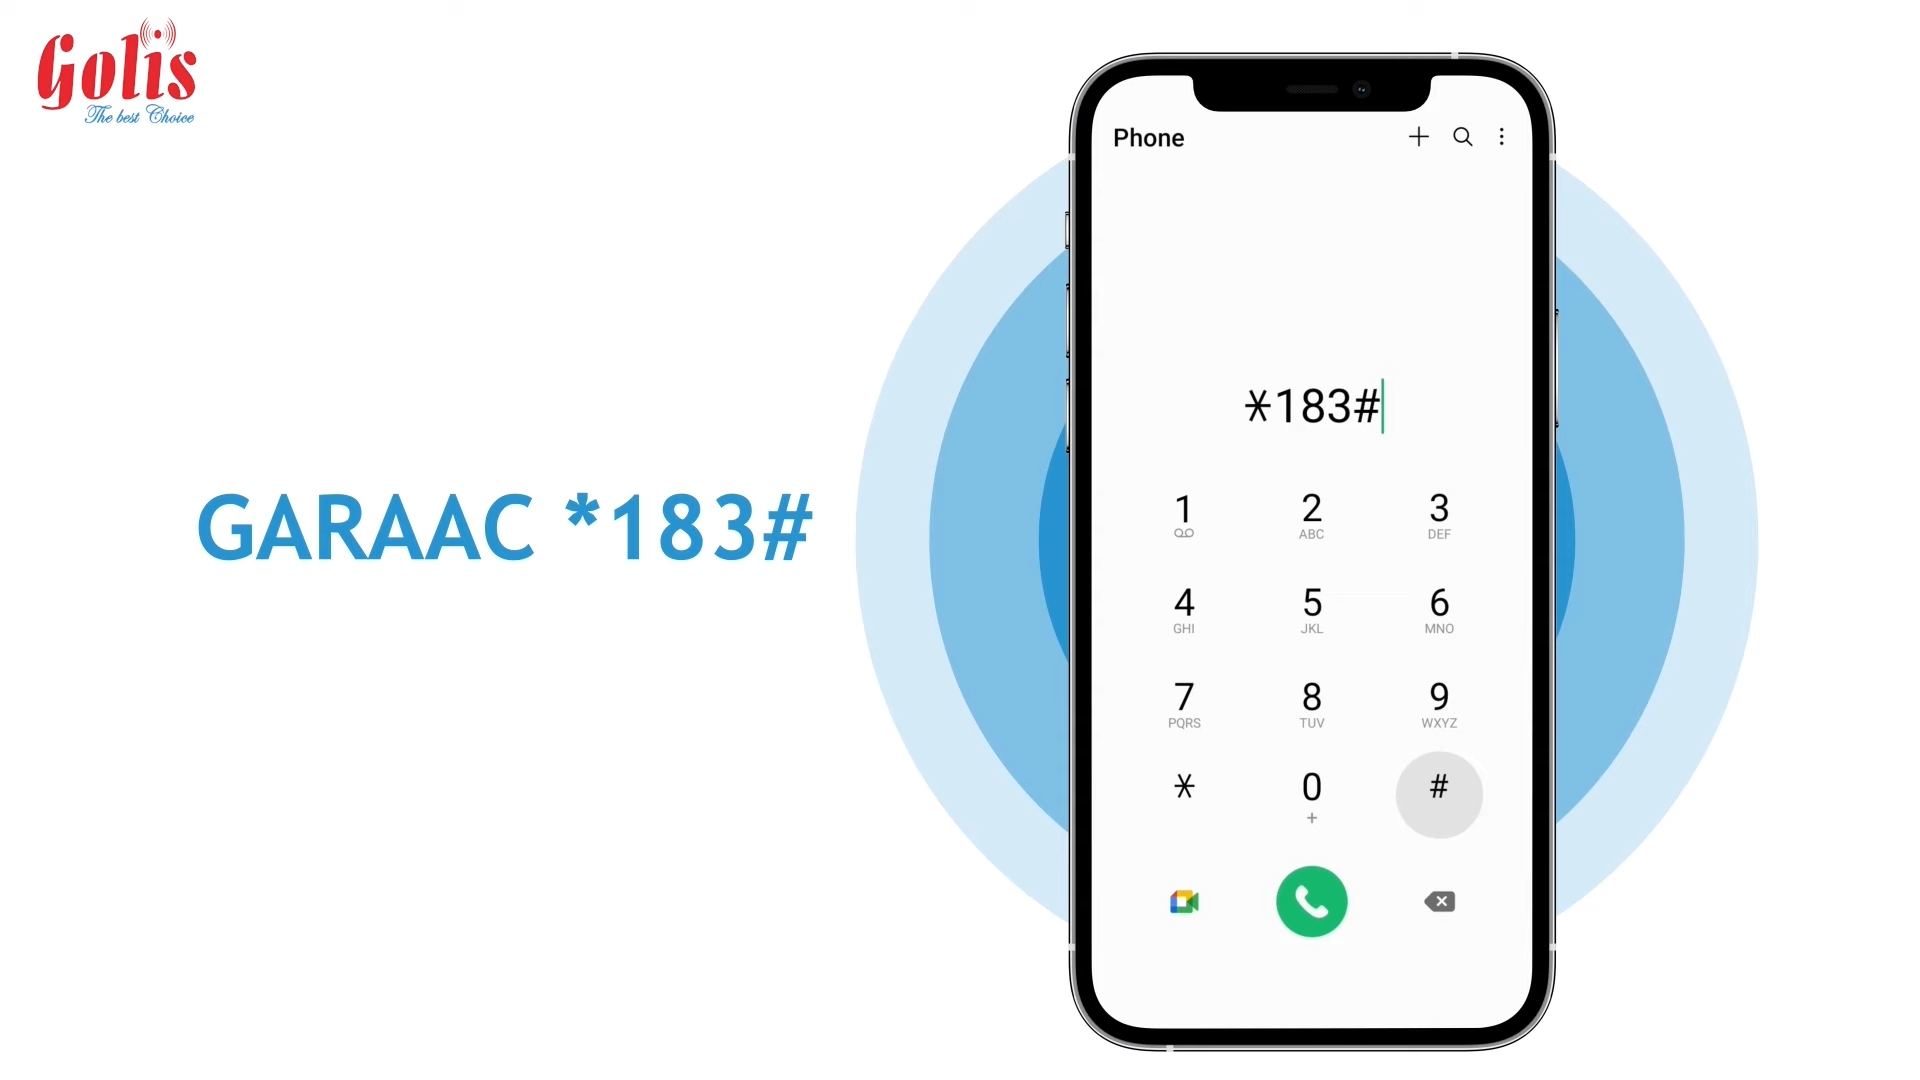 Golis
The best Choice
Phone
*183#
GARAAC *183#
1
2
ABC
3
DEF
4
GHI
5
JKL
6
MNO
7
PQRS
8
TUV
9
WXYZ
*
0
+
#